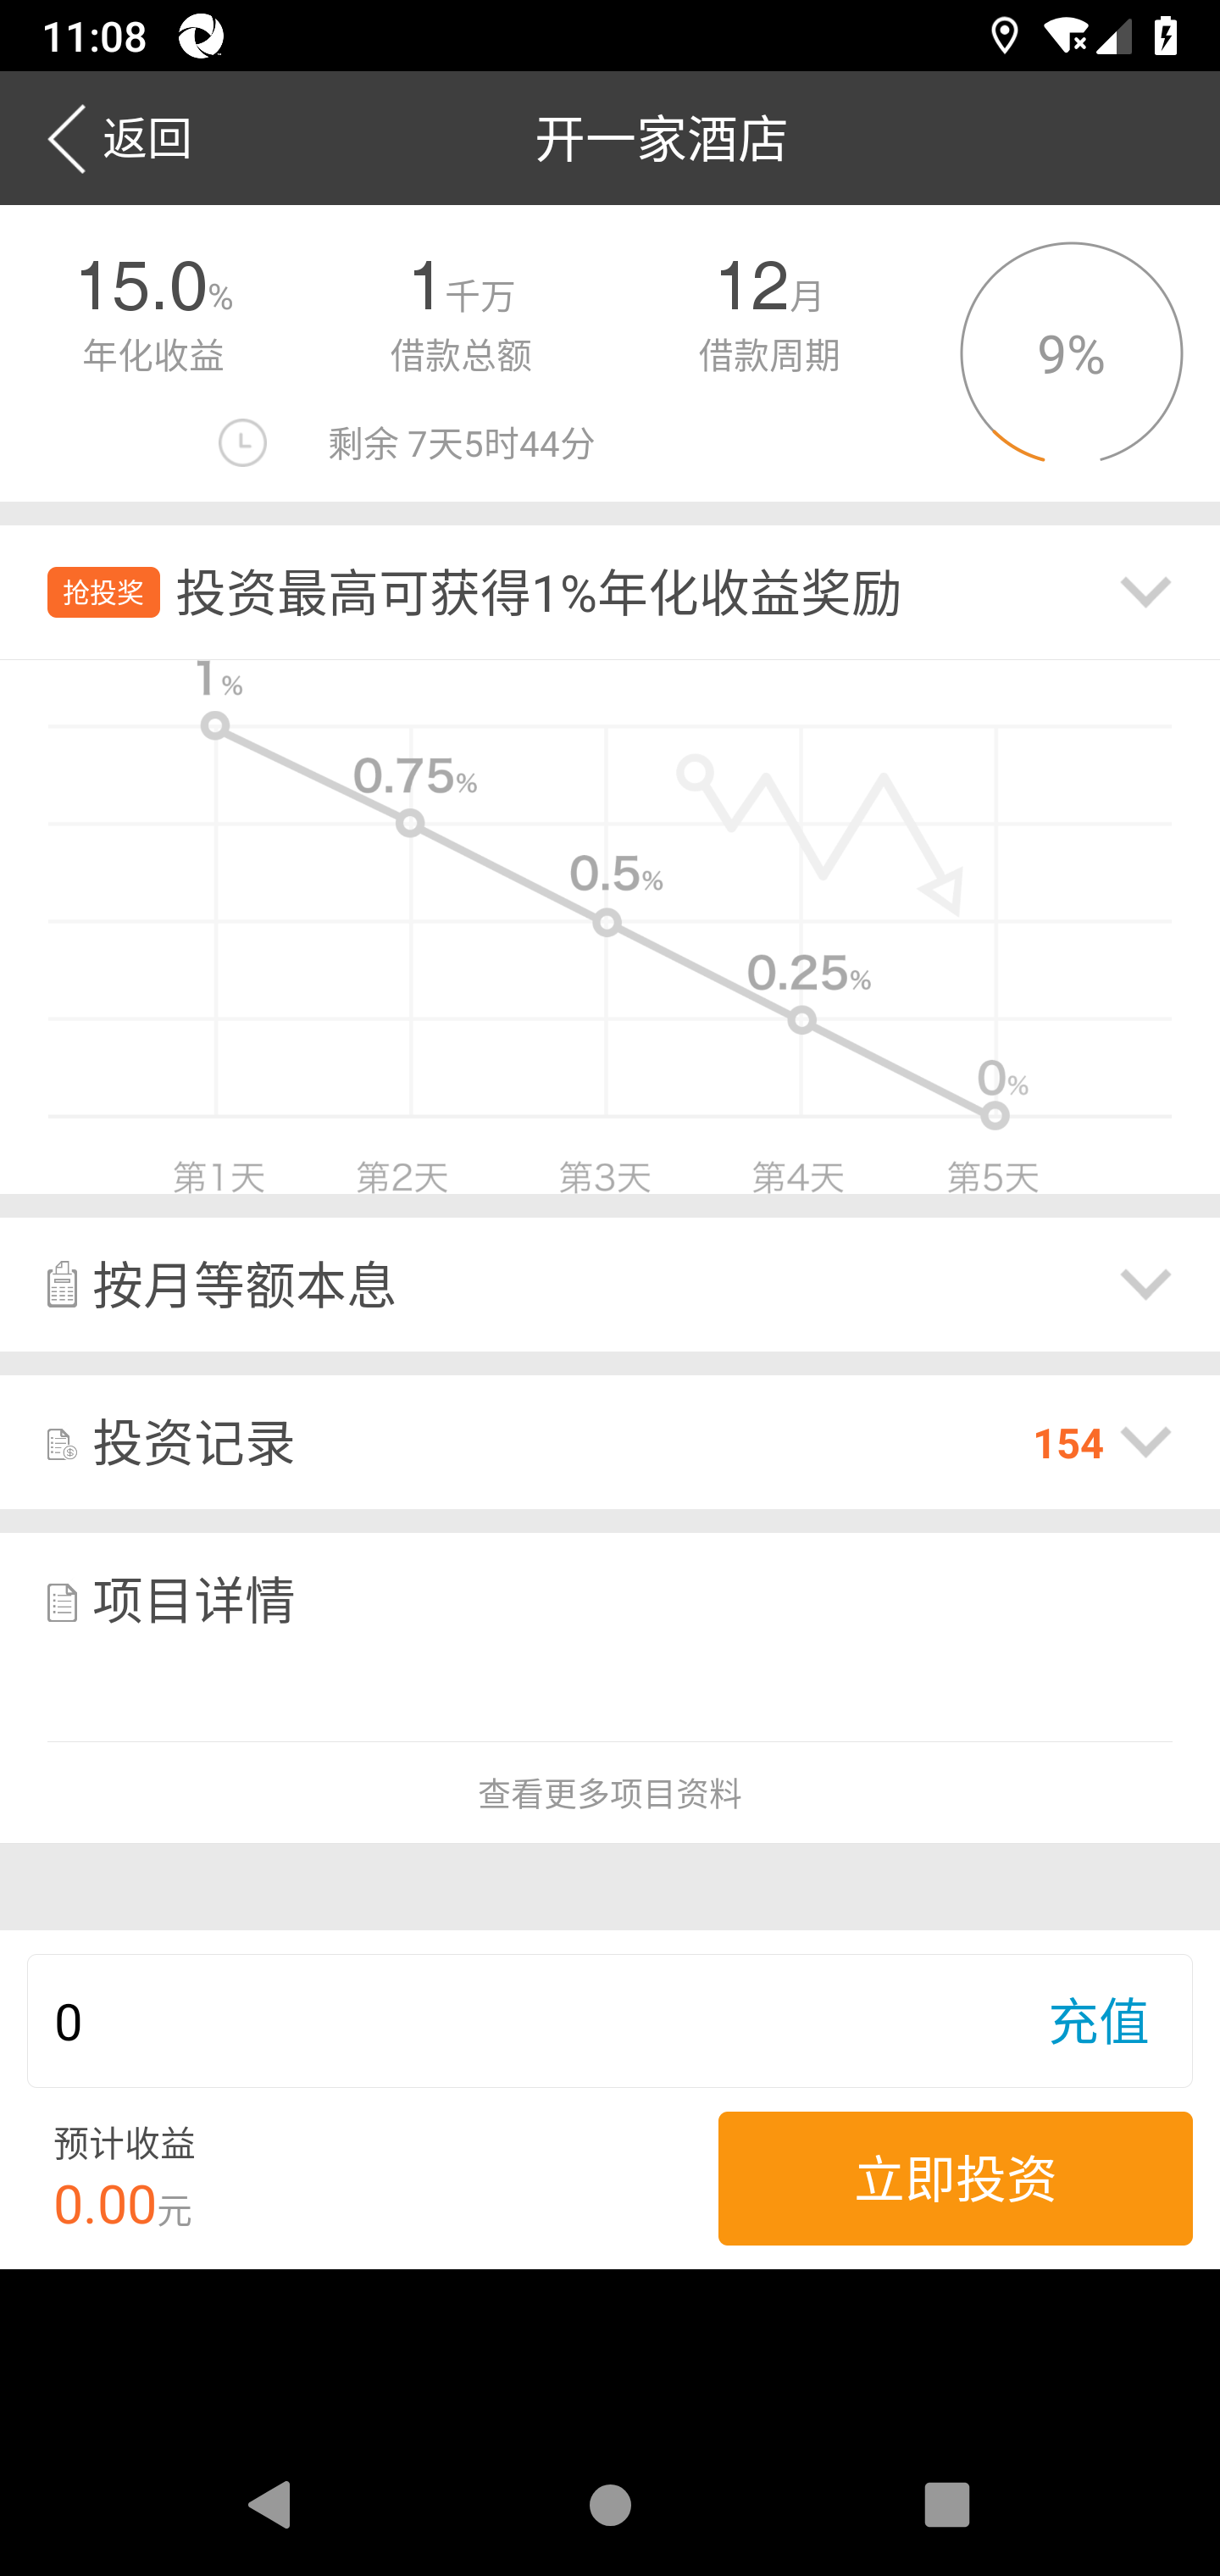 11:08
返回
开一家酒店
15.0%
1千万
12月
年化收益
借款总额
借款周期
9%
剩余 7天5时44分
抢投奖 投资最高可获得1%年化收益奖励
1%
0.75%
0.5%
0.25%
0%
第1天 第2天 第3天 第4天 第5天
按月等额本息
投资记录 154
项目详情
查看更多项目资料
0 充值
预计收益
0.00元
立即投资